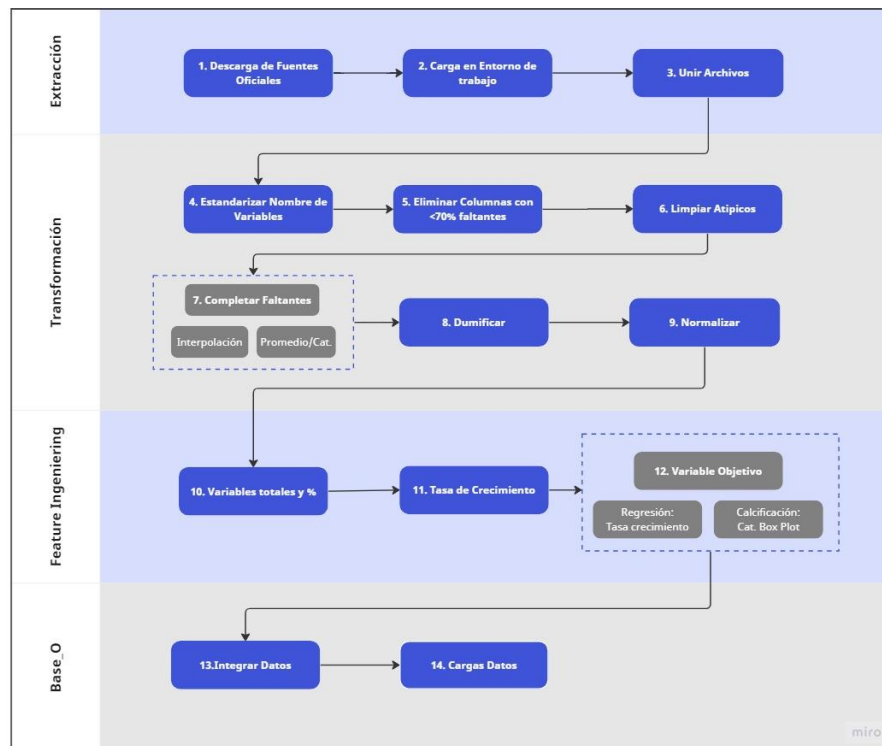 Extracción
1. Descarga de Fuentes
Oficiales
2. Carga en Entorno de
trabajo
3. Unir Archivos
Transformación
4. Estandarizar Nombre de
Variables
5. Eliminar Columnas con
<70% faltantes
6. Limpiar Atipicos
7. Completar Faltantes
Interpolación
Promedio/Cat.
8. Dumificar
9. Normalizar
Feature Ingeniering
10. Variables totales y %
11. Tasa de Crecimiento
12. Variable Objetivo
Regresión:
Tasa crecimiento
Calcificación:
Cat. Box Plot
Base_O
13.Integrar Datos
14. Cargas Datos
miro